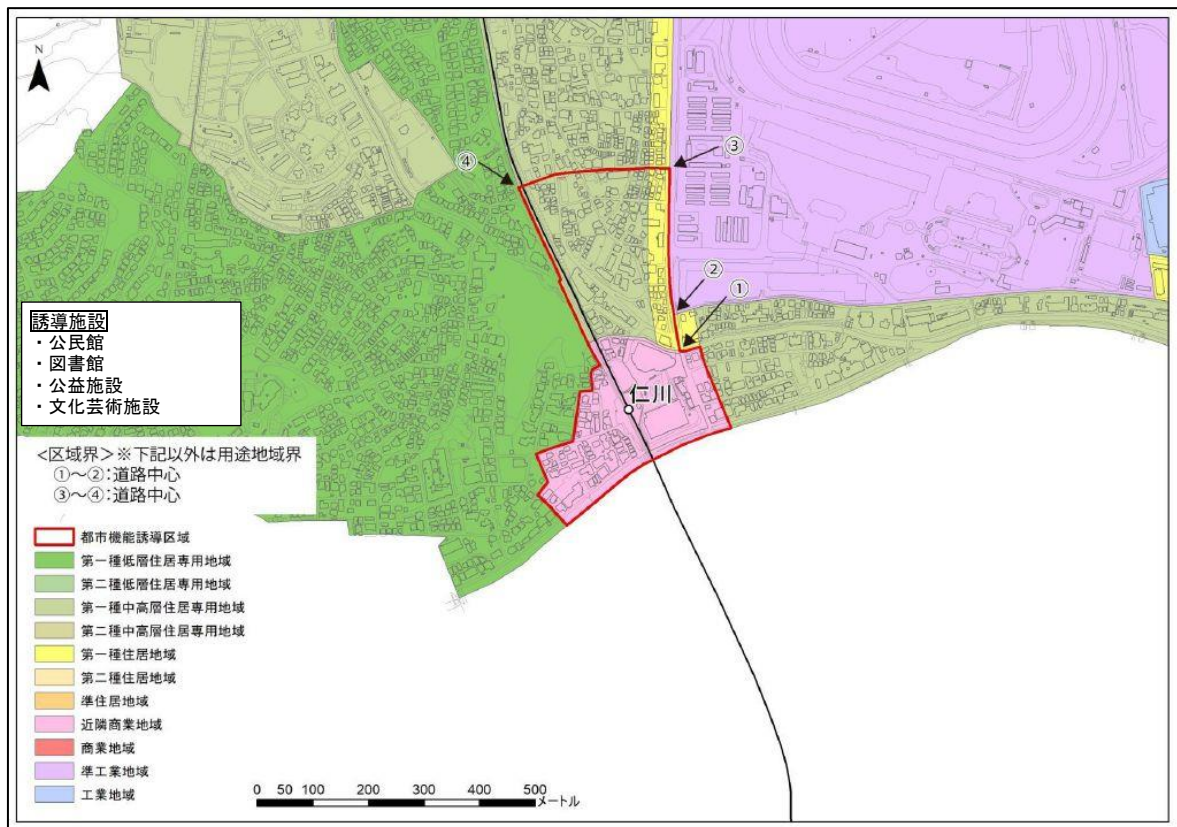 N
④
③
②
①
誘導施設
・公民館
・図書館
・公益施設
・文化芸術施設
仁川
<区域界>※下記以外は用途地域界
①～②:道路中心
③～④:道路中心
都市機能誘導区域
第一種低層住居専用地域
第二種低層住居専用地域
第一種中高層住居専用地域
第二種中高層住居専用地域
第一種住居地域
第二種住居地域
準住居地域
近隣商業地域
商業地域
準工業地域
工業地域
0 50 100 200 300 400 500
メートル